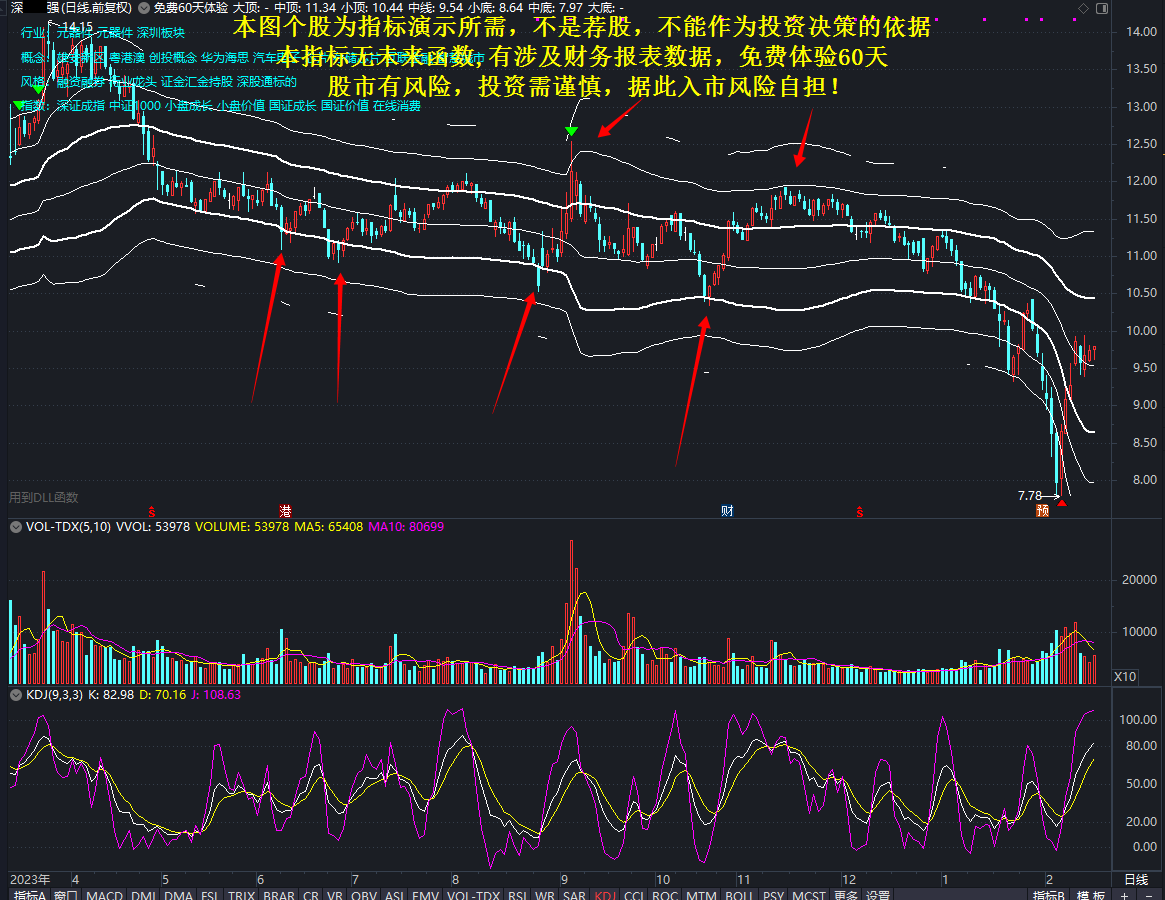 深 强(日线.前复权) 免费60天体验 大顶: - 中顶: 11.34 小顶: 10.44 中线: 9.54 小底: 8.64 中底: 7.97 大底: -
本图个股为指标演示所需，不是荐股，不能作为投资决策的依据
本指标无未来函数，有涉及财务报表数据，免费体验60天
股市有风险，投资需谨慎，据此入市风险自担！
14.15
行业: 元器件-元器件 深圳板块
概念: 粤港澳 创投概念 华为海思 汽车
风格: 融资融券 龙头 证金汇金持股 深股通标的
指数: 深证成指 中证1000 小盘成长 小盘价值 国证成长 国证价值 在线消费
14.00
13.50
13.00
12.50
12.00
11.50
11.00
10.50
10.00
9.50
9.00
8.50
8.00
7.78
用到DLL函数
$ 港 财 $ 预
VOL-TDX(5,10) VVOL: 53978 VOLUME: 53978 MA5: 65408 MA10: 80699
20000
10000
X10
KDJ(9,3,3) K: 82.98 D: 70.16 J: 108.63
100.00
80.00
50.00
20.00
0.00
2023年 4 5 6 7 8 9 10 11 12 1 2 日线
指标A 窗口 MACD DMI DMA FSL TRIX BRAR CR VR OBV ASI EMV VOL-TDX RSI WR SAR KDJ CCI ROC MTM BOLL PSY MCST 更多 设置 指标B 模板 + -